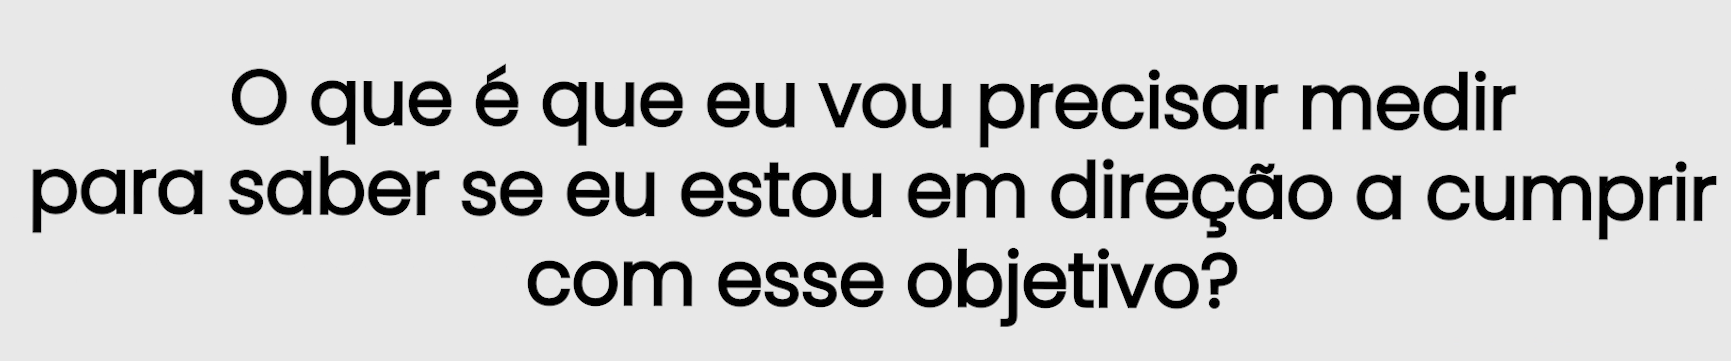 O que é que eu vou precisar medir
para saber se eu estou em direção a cumprir
com esse objetivo?